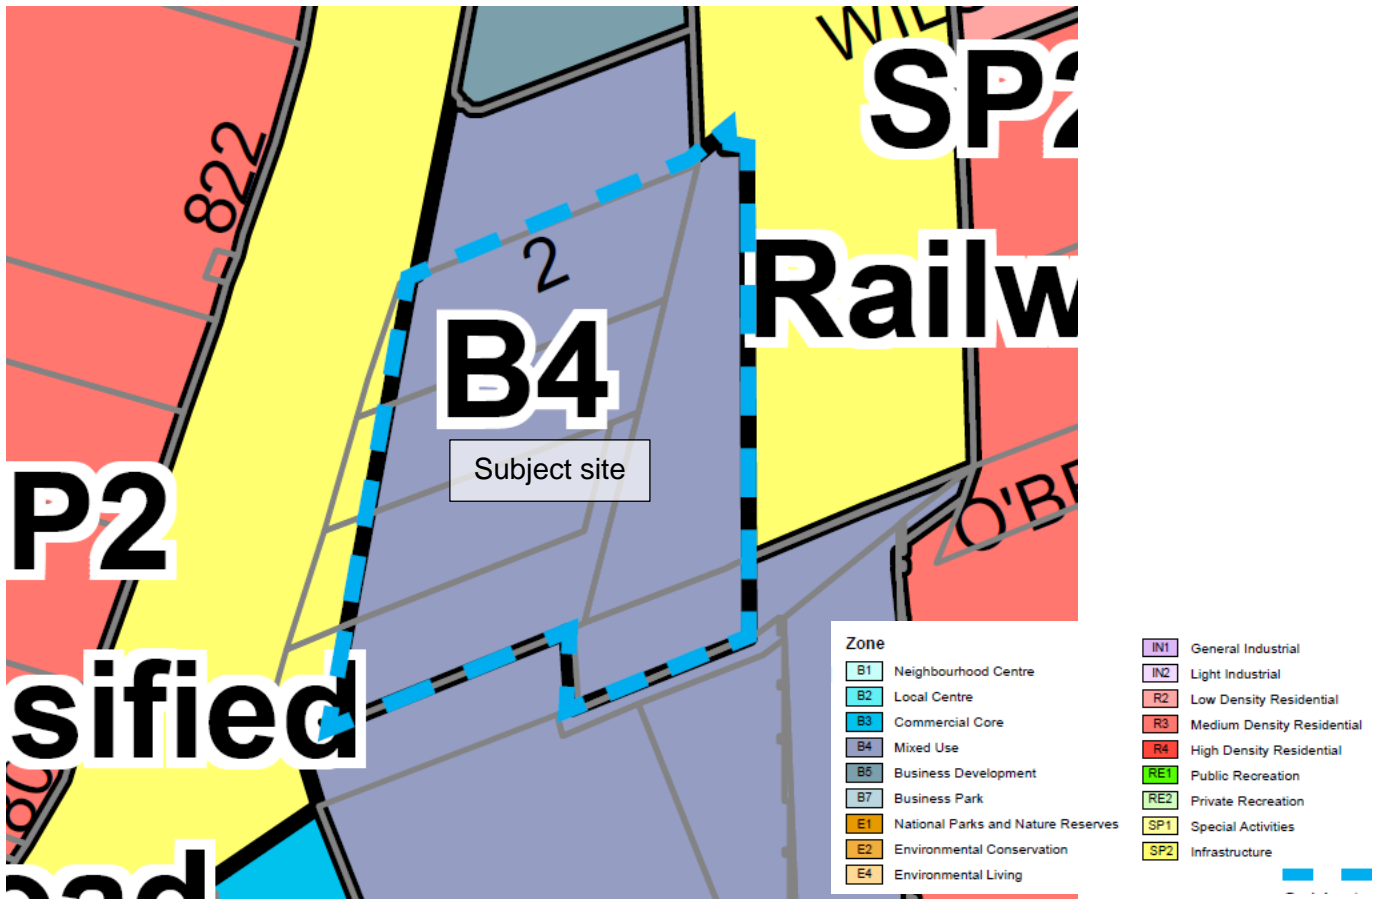 WIL
SP2
822
2
Railw
B4
Subject site
P2
O'BR
sified
80
oad
Zone
B1 Neighbourhood Centre
B2 Local Centre
B3 Commercial Core
B4 Mixed Use
B5 Business Development
B7 Business Park
E1 National Parks and Nature Reserves
E2 Environmental Conservation
E4 Environmental Living
IN1 General Industrial
IN2 Light Industrial
R2 Low Density Residential
R3 Medium Density Residential
R4 High Density Residential
RE1 Public Recreation
RE2 Private Recreation
SP1 Special Activities
SP2 Infrastructure